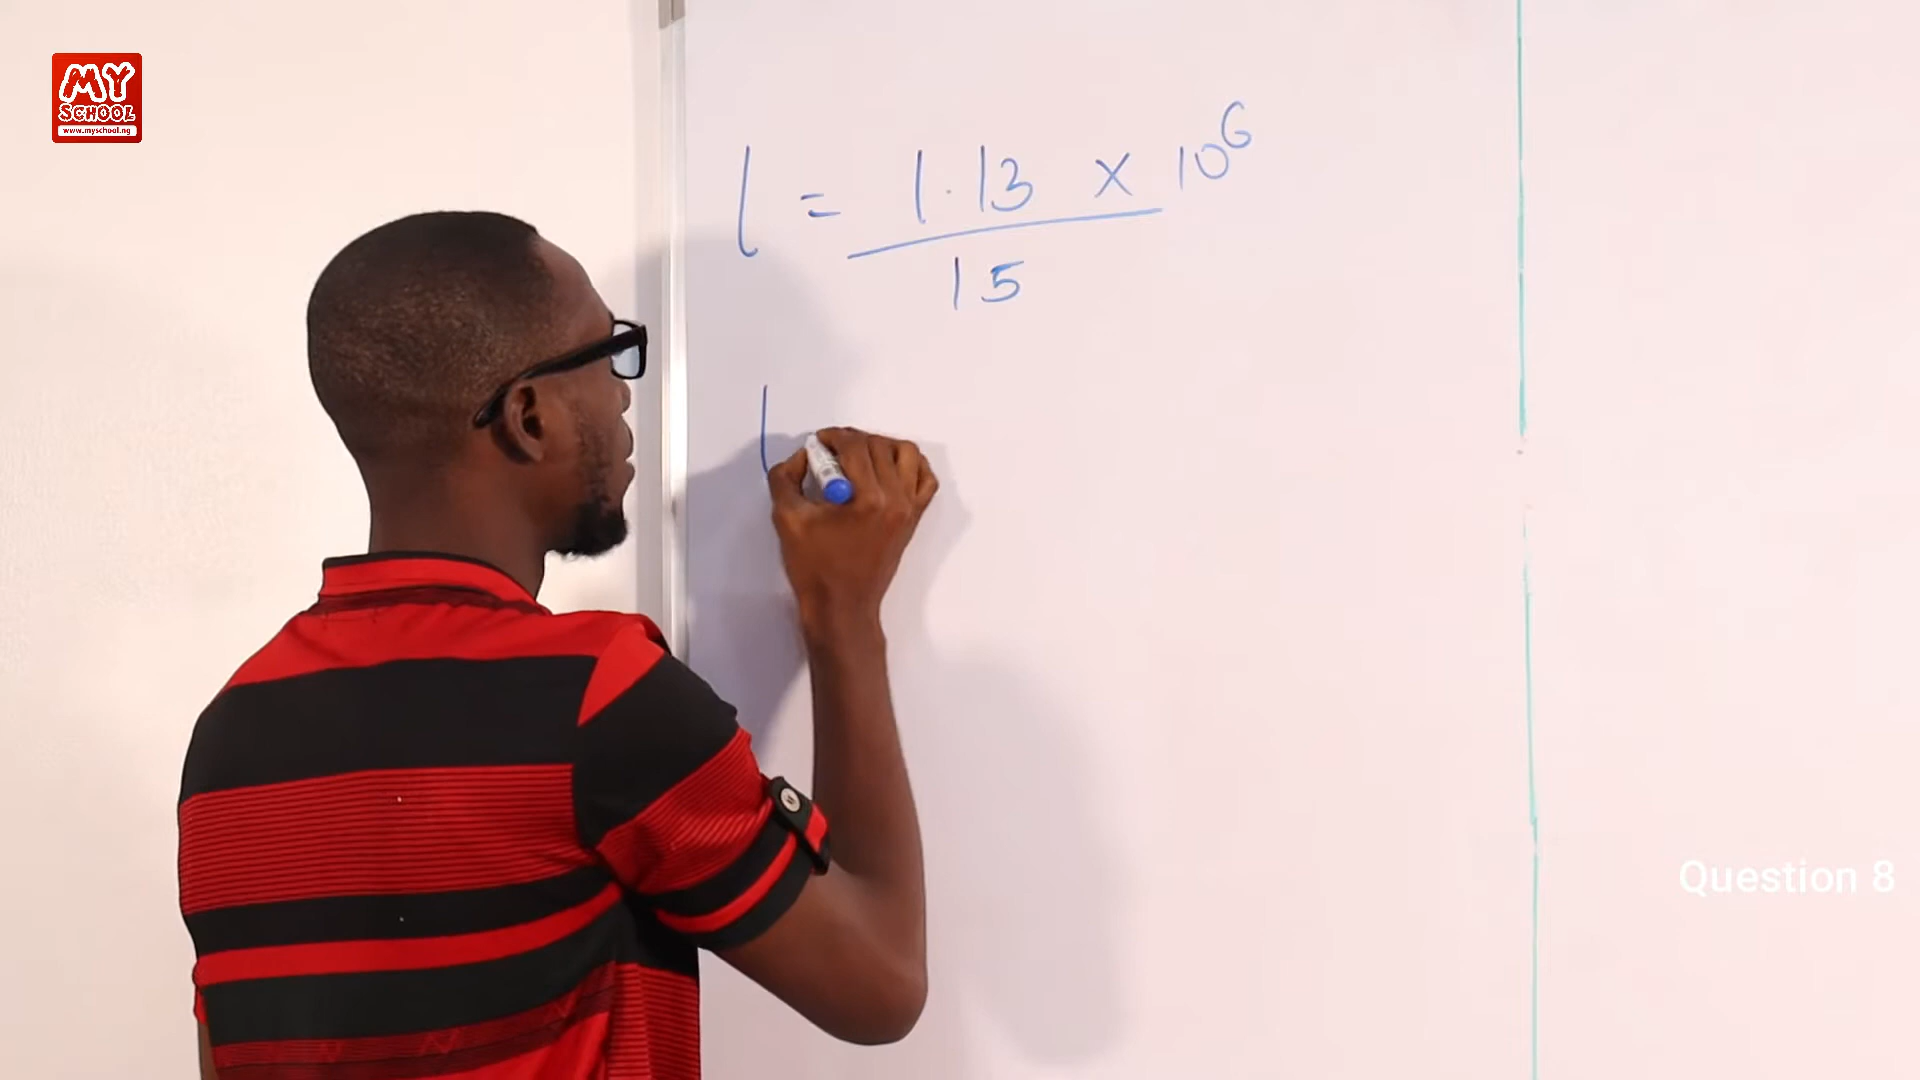 MY
SCHOOL
www.myschool.ng
l = 1.13 × 10⁶
15
l
Question 8